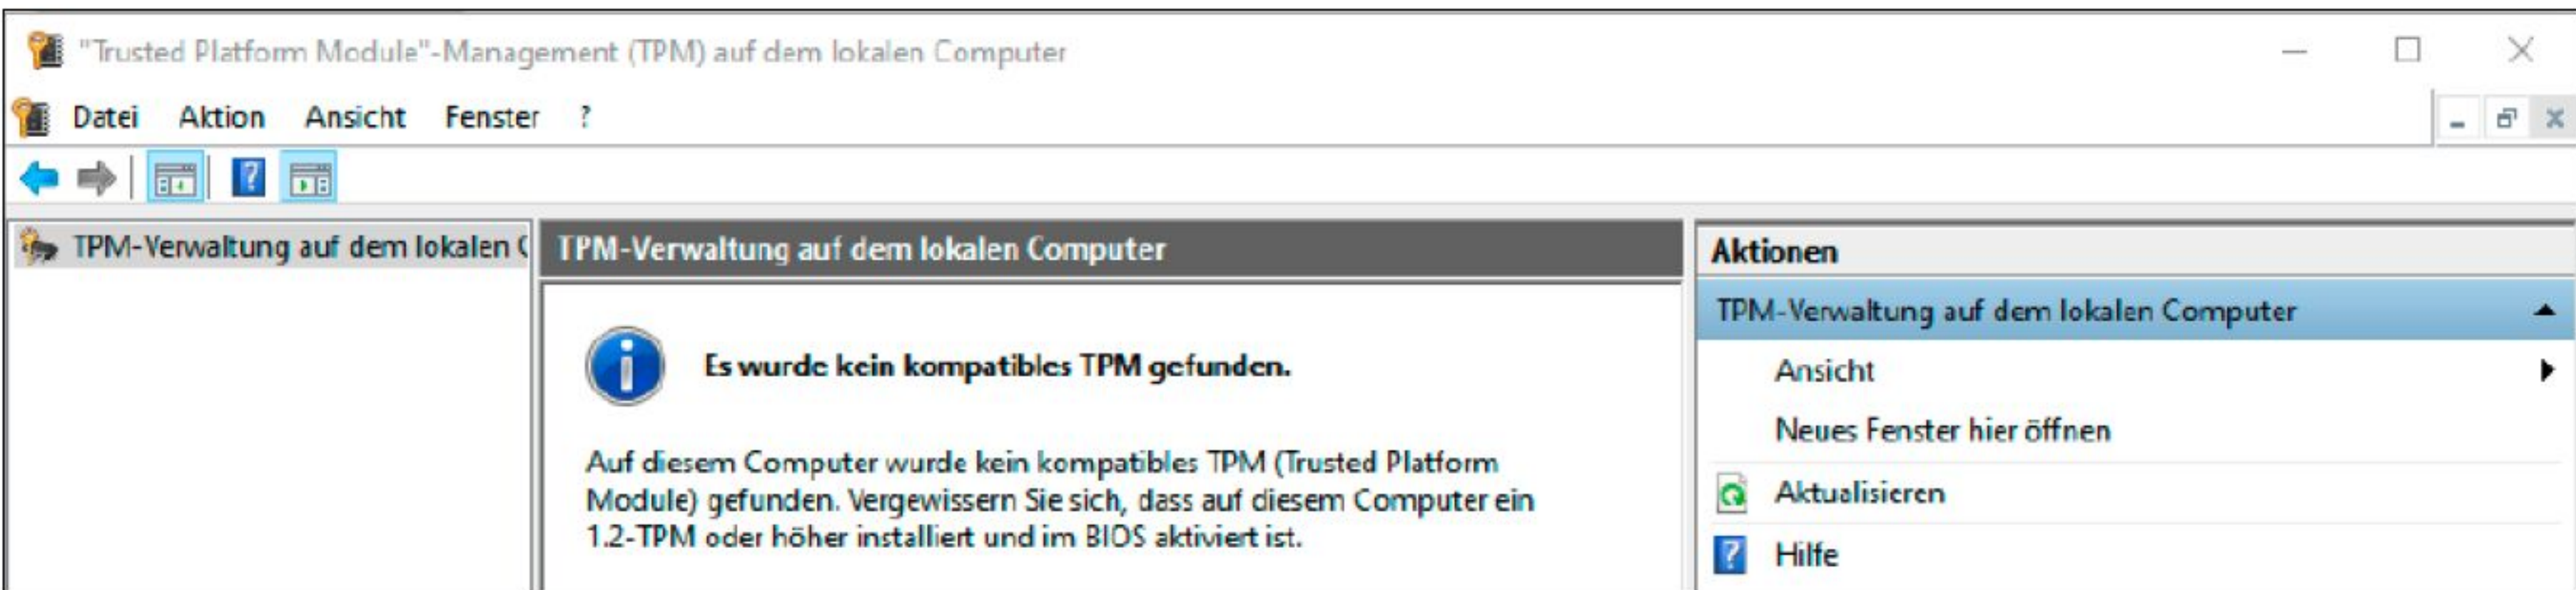 "Trusted Platform Module"-Management (TPM) auf dem lokalen Computer
Datei Aktion Ansicht Fenster ?
TPM-Verwaltung auf dem lokalen C
TPM-Verwaltung auf dem lokalen Computer
Es wurde kein kompatibles TPM gefunden.
Auf diesem Computer wurde kein kompatibles TPM (Trusted Platform
Module) gefunden. Vergewissern Sie sich, dass auf diesem Computer ein
1.2-TPM oder höher installiert und im BIOS aktiviert ist.
Aktionen
TPM-Verwaltung auf dem lokalen Computer
Ansicht
Neues Fenster hier öffnen
Aktualisieren
Hilfe